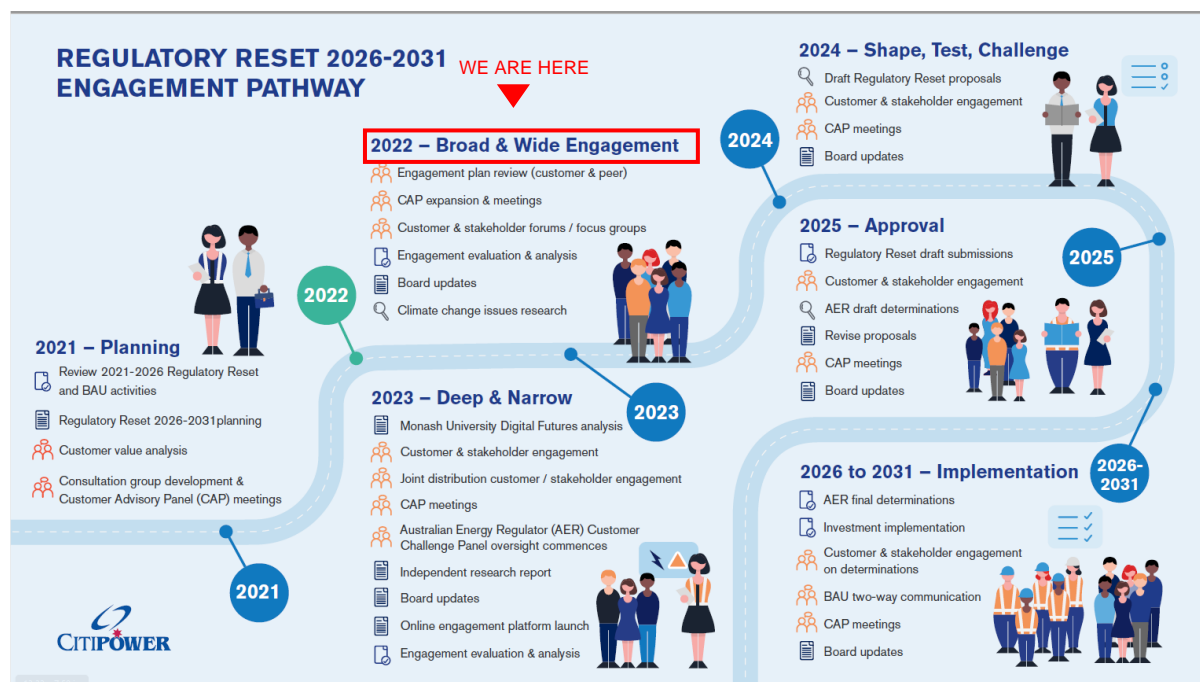 REGULATORY RESET 2026-2031
ENGAGEMENT PATHWAY
WE ARE HERE
2021 – Planning
Review 2021-2026 Regulatory Reset
and BAU activities
Regulatory Reset 2026-2031planning
Customer value analysis
Consultation group development &
Customer Advisory Panel (CAP) meetings
2021
2022 – Broad & Wide Engagement
Engagement plan review (customer & peer)
CAP expansion & meetings
Customer & stakeholder forums / focus groups
Engagement evaluation & analysis
Board updates
Climate change issues research
2022
2023 – Deep & Narrow
Monash University Digital Futures analysis
Customer & stakeholder engagement
Joint distribution customer / stakeholder engagement
CAP meetings
Australian Energy Regulator (AER) Customer
Challenge Panel oversight commences
Independent research report
Board updates
Online engagement platform launch
Engagement evaluation & analysis
2023
2024 – Shape, Test, Challenge
Draft Regulatory Reset proposals
Customer & stakeholder engagement
CAP meetings
Board updates
2024
2025 – Approval
Regulatory Reset draft submissions
Customer & stakeholder engagement
AER draft determinations
Revise proposals
CAP meetings
Board updates
2025
2026 to 2031 – Implementation
AER final determinations
Investment implementation
Customer & stakeholder engagement
on determinations
BAU two-way communication
CAP meetings
Board updates
2026-
2031
CITIPOWER